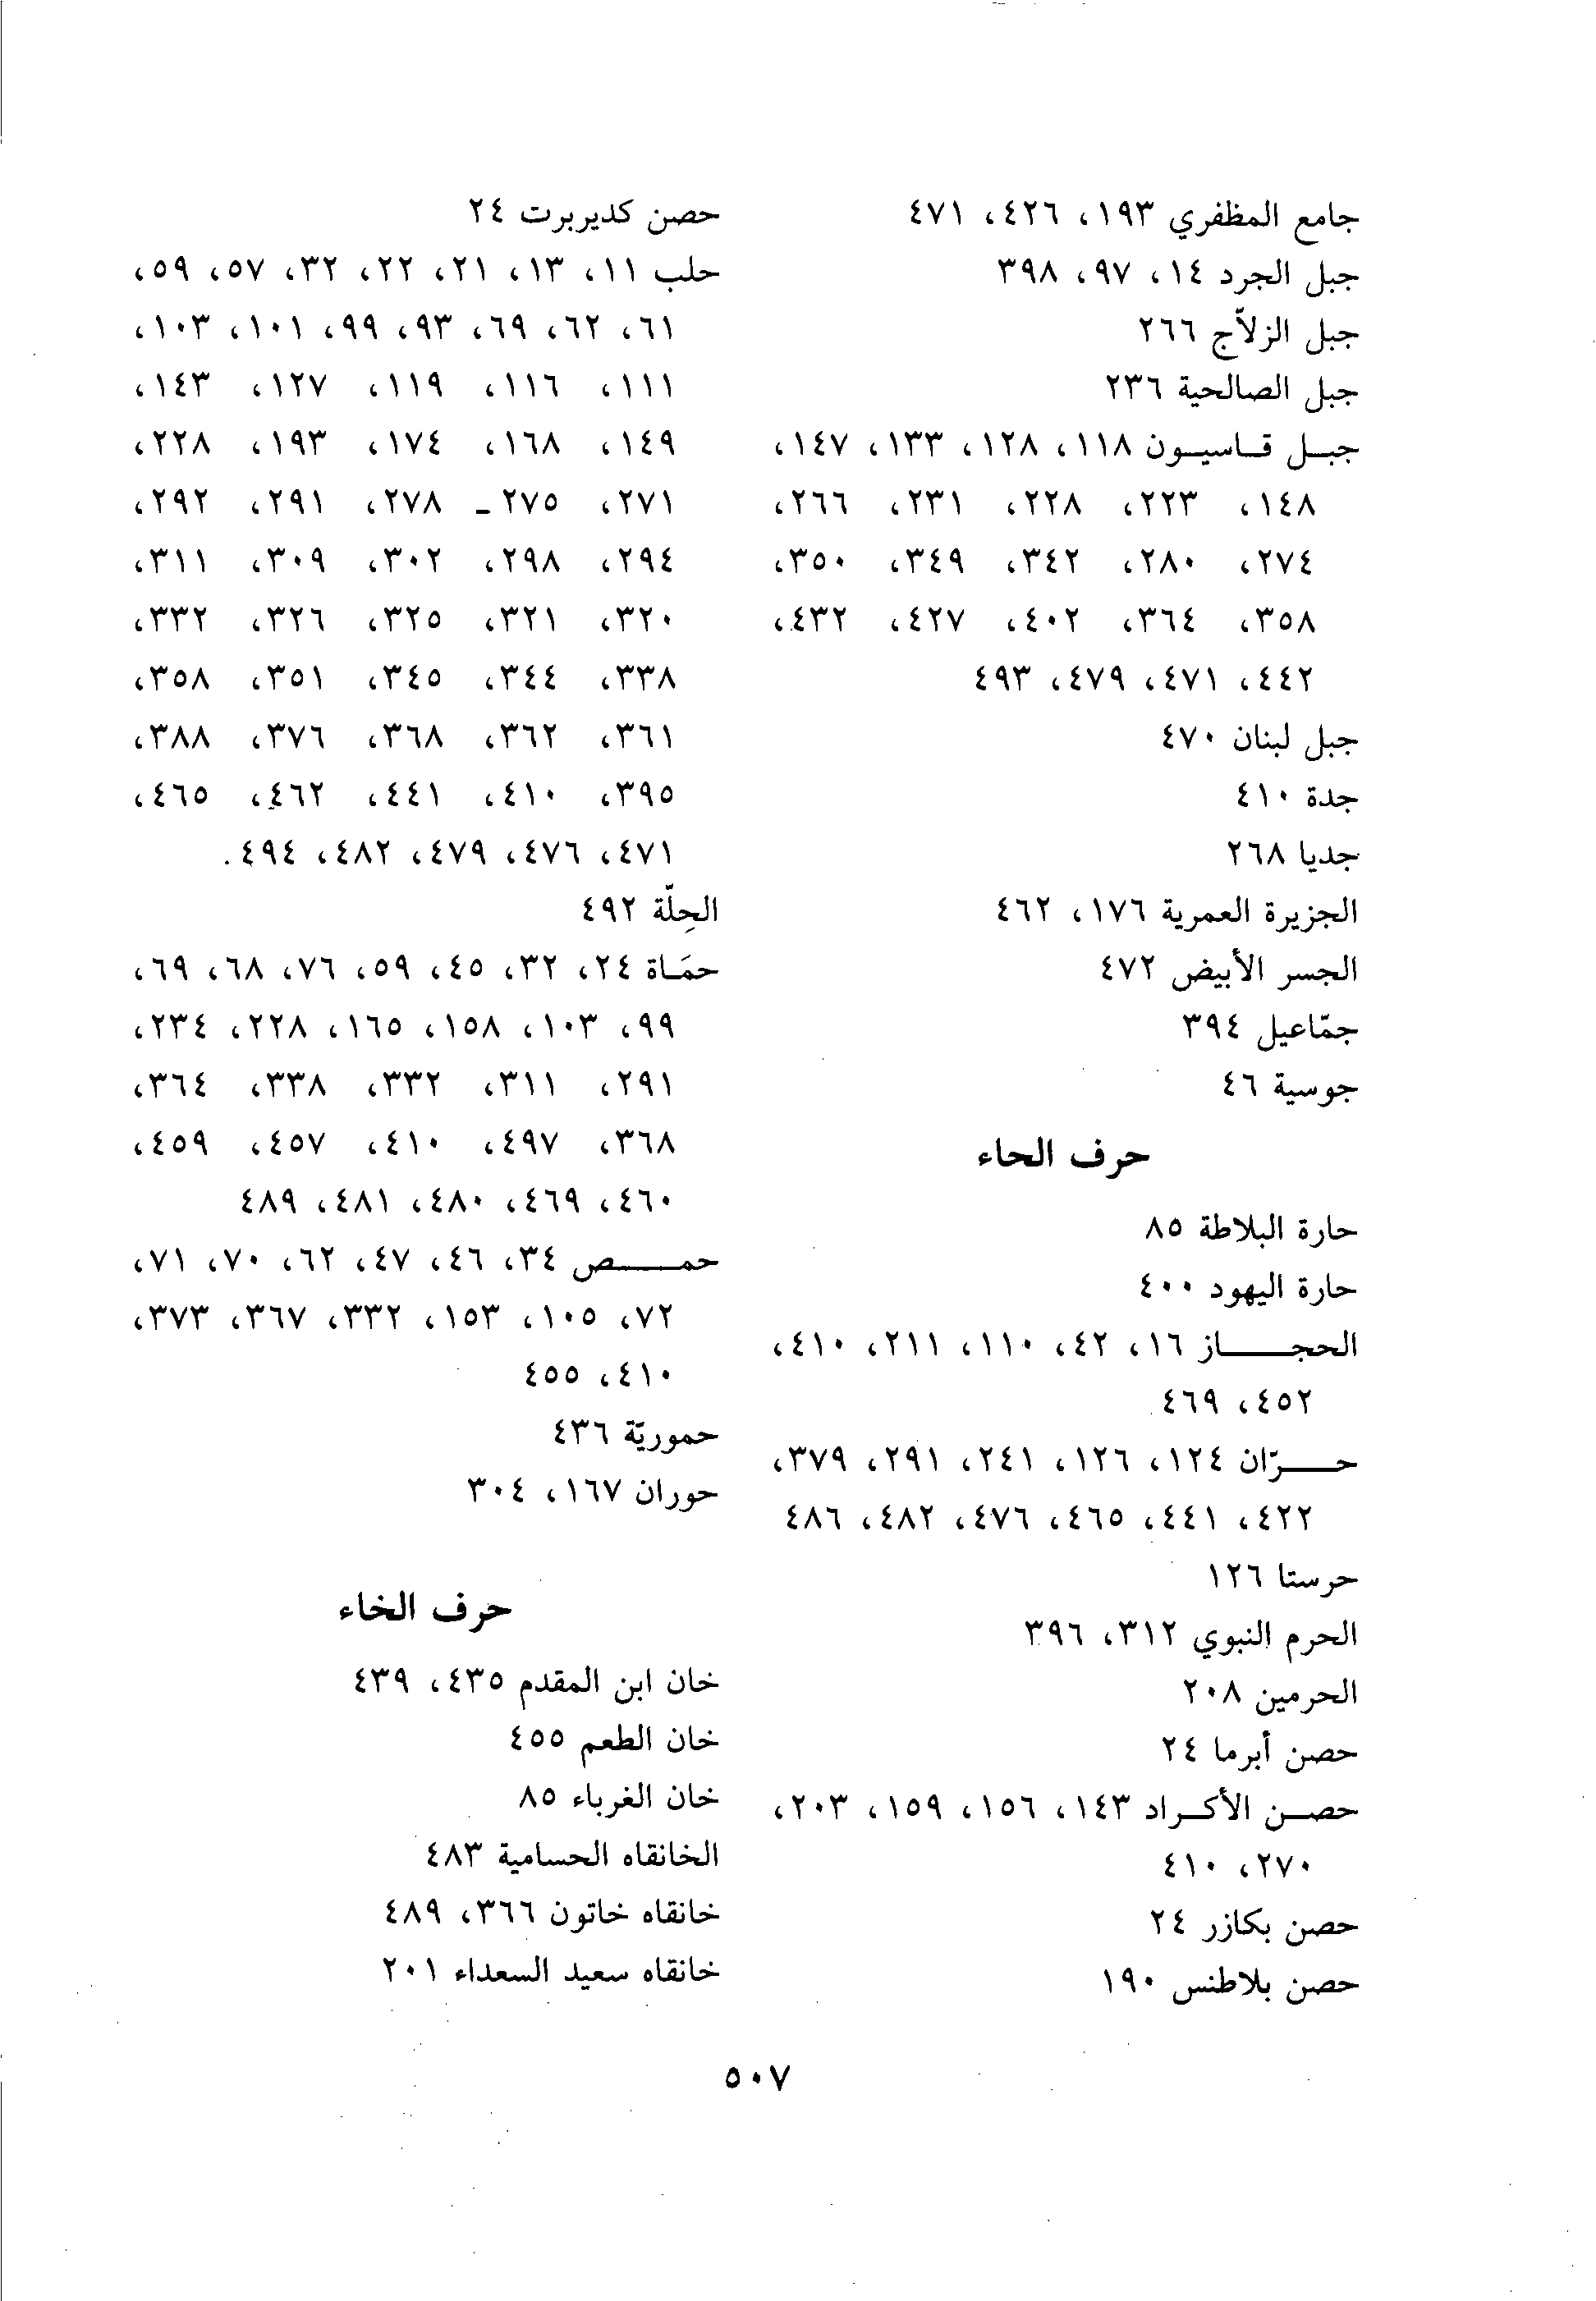 جامع المظفري ١٩٣، ٤٢٦، ٤٧١
جبل الجرد ١٤، ٩٧، ٣٩٨
جبل الزلاّج ٢٦٦
جبل الصالحية ٢٣٦
جبـل قـاسيـون ١١٨، ١٢٨، ١٣٣، ١٤٧،
١٤٨، ٢٢٣، ٢٢٨، ٢٣١، ٢٦٦،
٢٧٤، ٢٨٠، ٣٤٢، ٣٤٩، ٣٥٠،
٣٥٨، ٣٦٤، ٤٠٢، ٤٢٧، ٤٣٢،
٤٤٢، ٤٧١، ٤٧٩، ٤٩٣
جبل لبنان ٤٧٠
جدة ٤١٠
جديا ٢٦٨
الجزيرة العمرية ١٧٦، ٤٦٢
الجسر الأبيض ٤٧٢
جمّاعيل ٣٩٤
جوسية ٤٦
حرف الحاء
حارة البلاطة ٨٥
حارة اليهود ٤٠٠
الحجـــاز ١٦، ٤٢، ١١٠، ٢١١، ٤١٠،
٤٥٢، ٤٦٩
حــرّان ١٢٤، ١٢٦، ٢٤١، ٢٩١، ٣٧٩،
٤٢٢، ٤٤١، ٤٦٥، ٤٧٦، ٤٨٢، ٤٨٦
حرستا ١٢٦
الحرم النبوي ٣١٢، ٣٩٦
الحرمين ٢٠٨
حصن أبرما ٢٤
حصـن الأكـراد ١٤٣، ١٥٦، ١٥٩، ٢٠٣،
٢٧٠، ٤١٠
حصن بكازر ٢٤
حصن بلاطنس ١٩٠
حصن كديربرت ٢٤
حلب ١١، ١٣، ٢١، ٢٢، ٣٢، ٥٧، ٥٩،
٦١، ٦٢، ٦٩، ٩٣، ٩٩، ١٠١، ١٠٣،
١١١، ١١٦، ١١٩، ١٢٧، ١٤٣،
١٤٩، ١٦٨، ١٧٤، ١٩٣، ٢٢٨،
٢٧١، ٢٧٥ـ ٢٧٨، ٢٩١، ٢٩٢،
٢٩٤، ٢٩٨، ٣٠٢، ٣٠٩، ٣١١،
٣٢٠، ٣٢١، ٣٢٥، ٣٢٦، ٣٣٢،
٣٣٨، ٣٤٤، ٣٤٥، ٣٥١، ٣٥٨،
٣٦١، ٣٦٢، ٣٦٨، ٣٧٦، ٣٨٨،
٣٩٥، ٤١٠، ٤٤١، ٤٦٢، ٤٦٥،
٤٧١، ٤٧٦، ٤٧٩، ٤٨٢، ٤٩٤.
الحِلّة ٤٩٢
حمَـاة ٢٤، ٣٢، ٤٥، ٥٩، ٧٦، ٦٨، ٦٩،
٩٩، ١٠٣، ١٥٨، ١٦٥، ٢٢٨، ٢٣٤،
٢٩١، ٣١١، ٣٣٢، ٣٣٨، ٣٦٤،
٣٦٨، ٤٩٧، ٤١٠، ٤٥٧، ٤٥٩،
٤٦٠، ٤٦٩، ٤٨٠، ٤٨١، ٤٨٩
حمـــص ٣٤، ٤٦، ٤٧، ٦٢، ٧٠، ٧١،
٧٢، ١٠٥، ١٥٣، ٣٣٢، ٣٦٧، ٣٧٣،
٤١٠، ٤٥٥
حموريّة ٤٣٦
حوران ١٦٧، ٣٠٤
حرف الخاء
خان ابن المقدم ٤٣٥، ٤٣٩
خان الطعم ٤٥٥
خان الغرباء ٨٥
الخانقاه الحسامية ٤٨٣
خانقاه خاتون ٣٦٦، ٤٨٩
خانقاه سعيد السعداء ٢٠١
٥٠٧